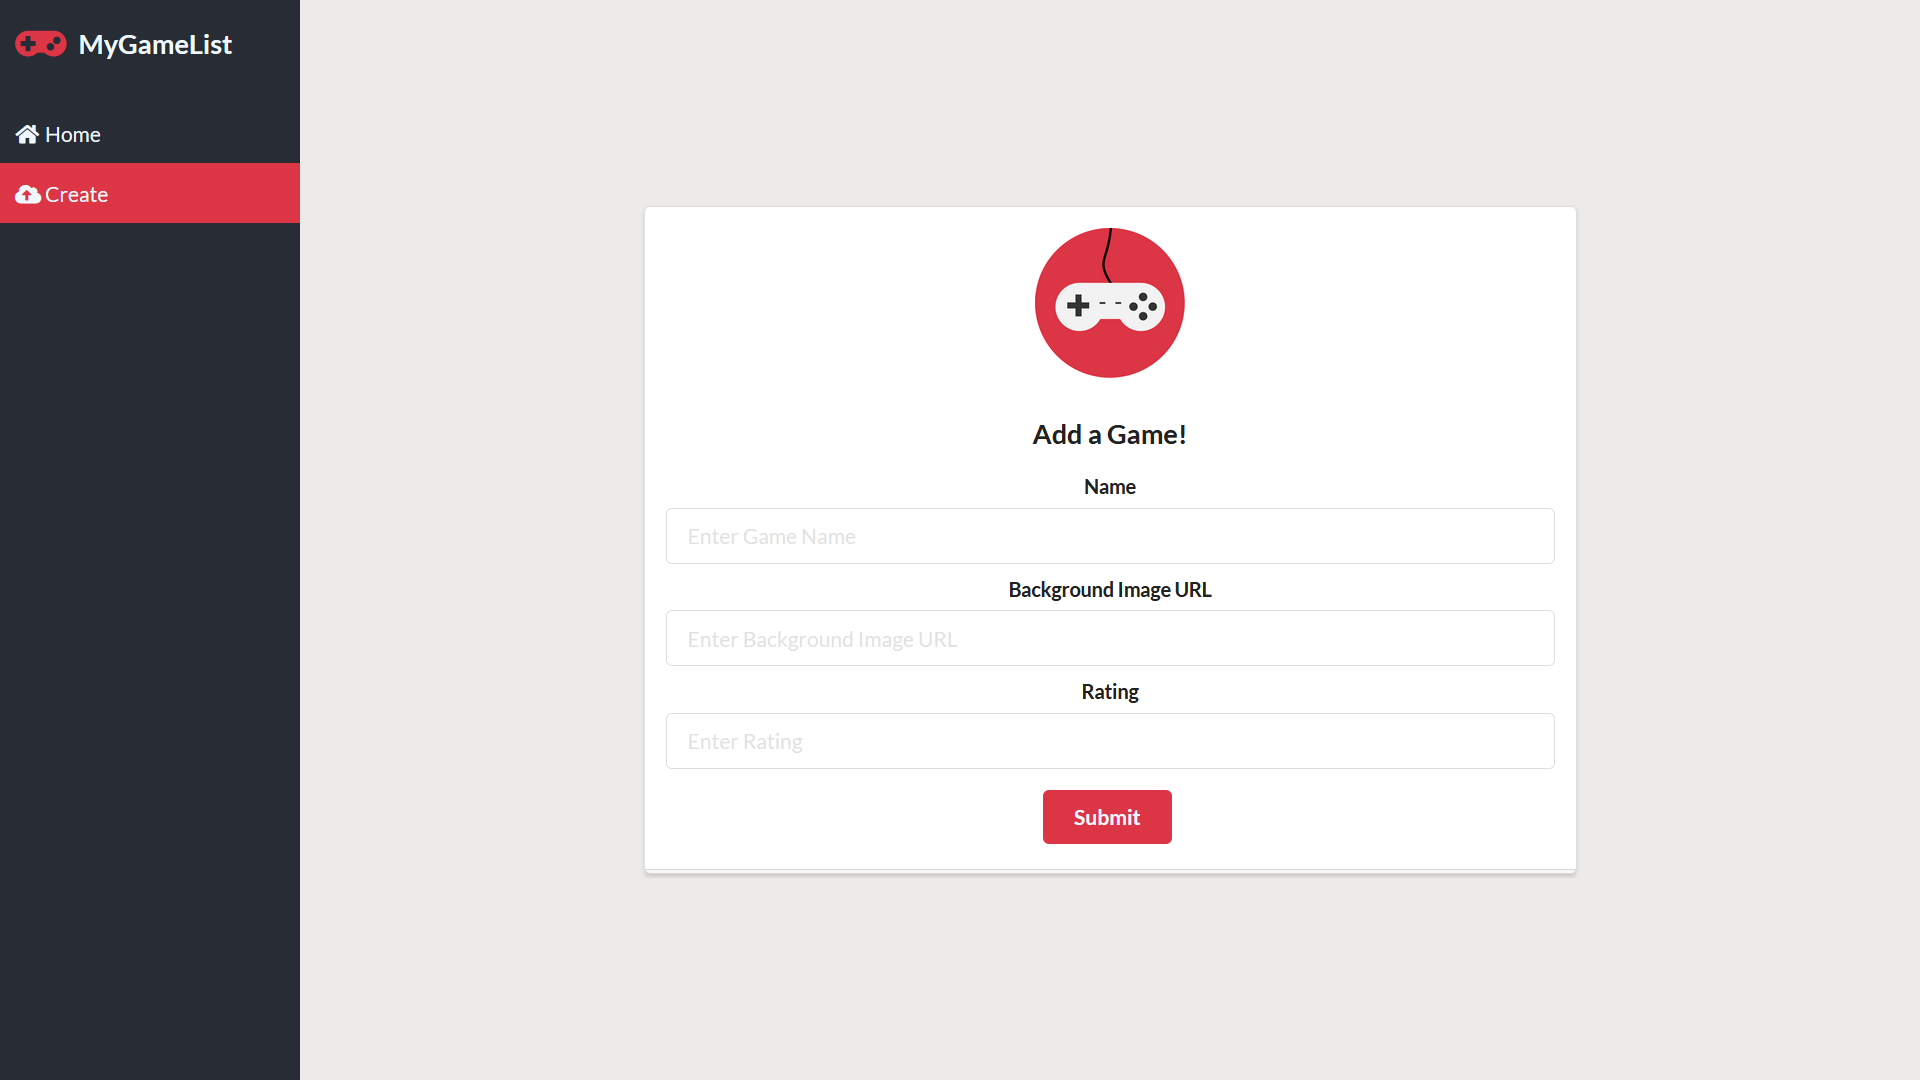 MyGameList
Home
Create
Add a Game!
Name
Enter Game Name
Background Image URL
Enter Background Image URL
Rating
Enter Rating
Submit